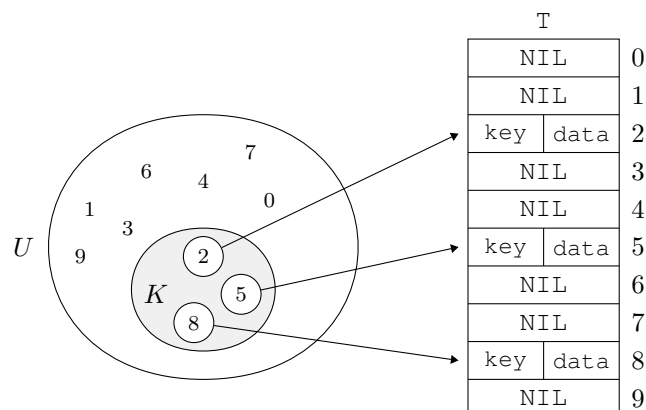 T
NIL 0
NIL 1
key data 2
NIL 3
NIL 4
key data 5
NIL 6
NIL 7
key data 8
NIL 9
U
7
6
4
0
1
3
9
K
2
5
8